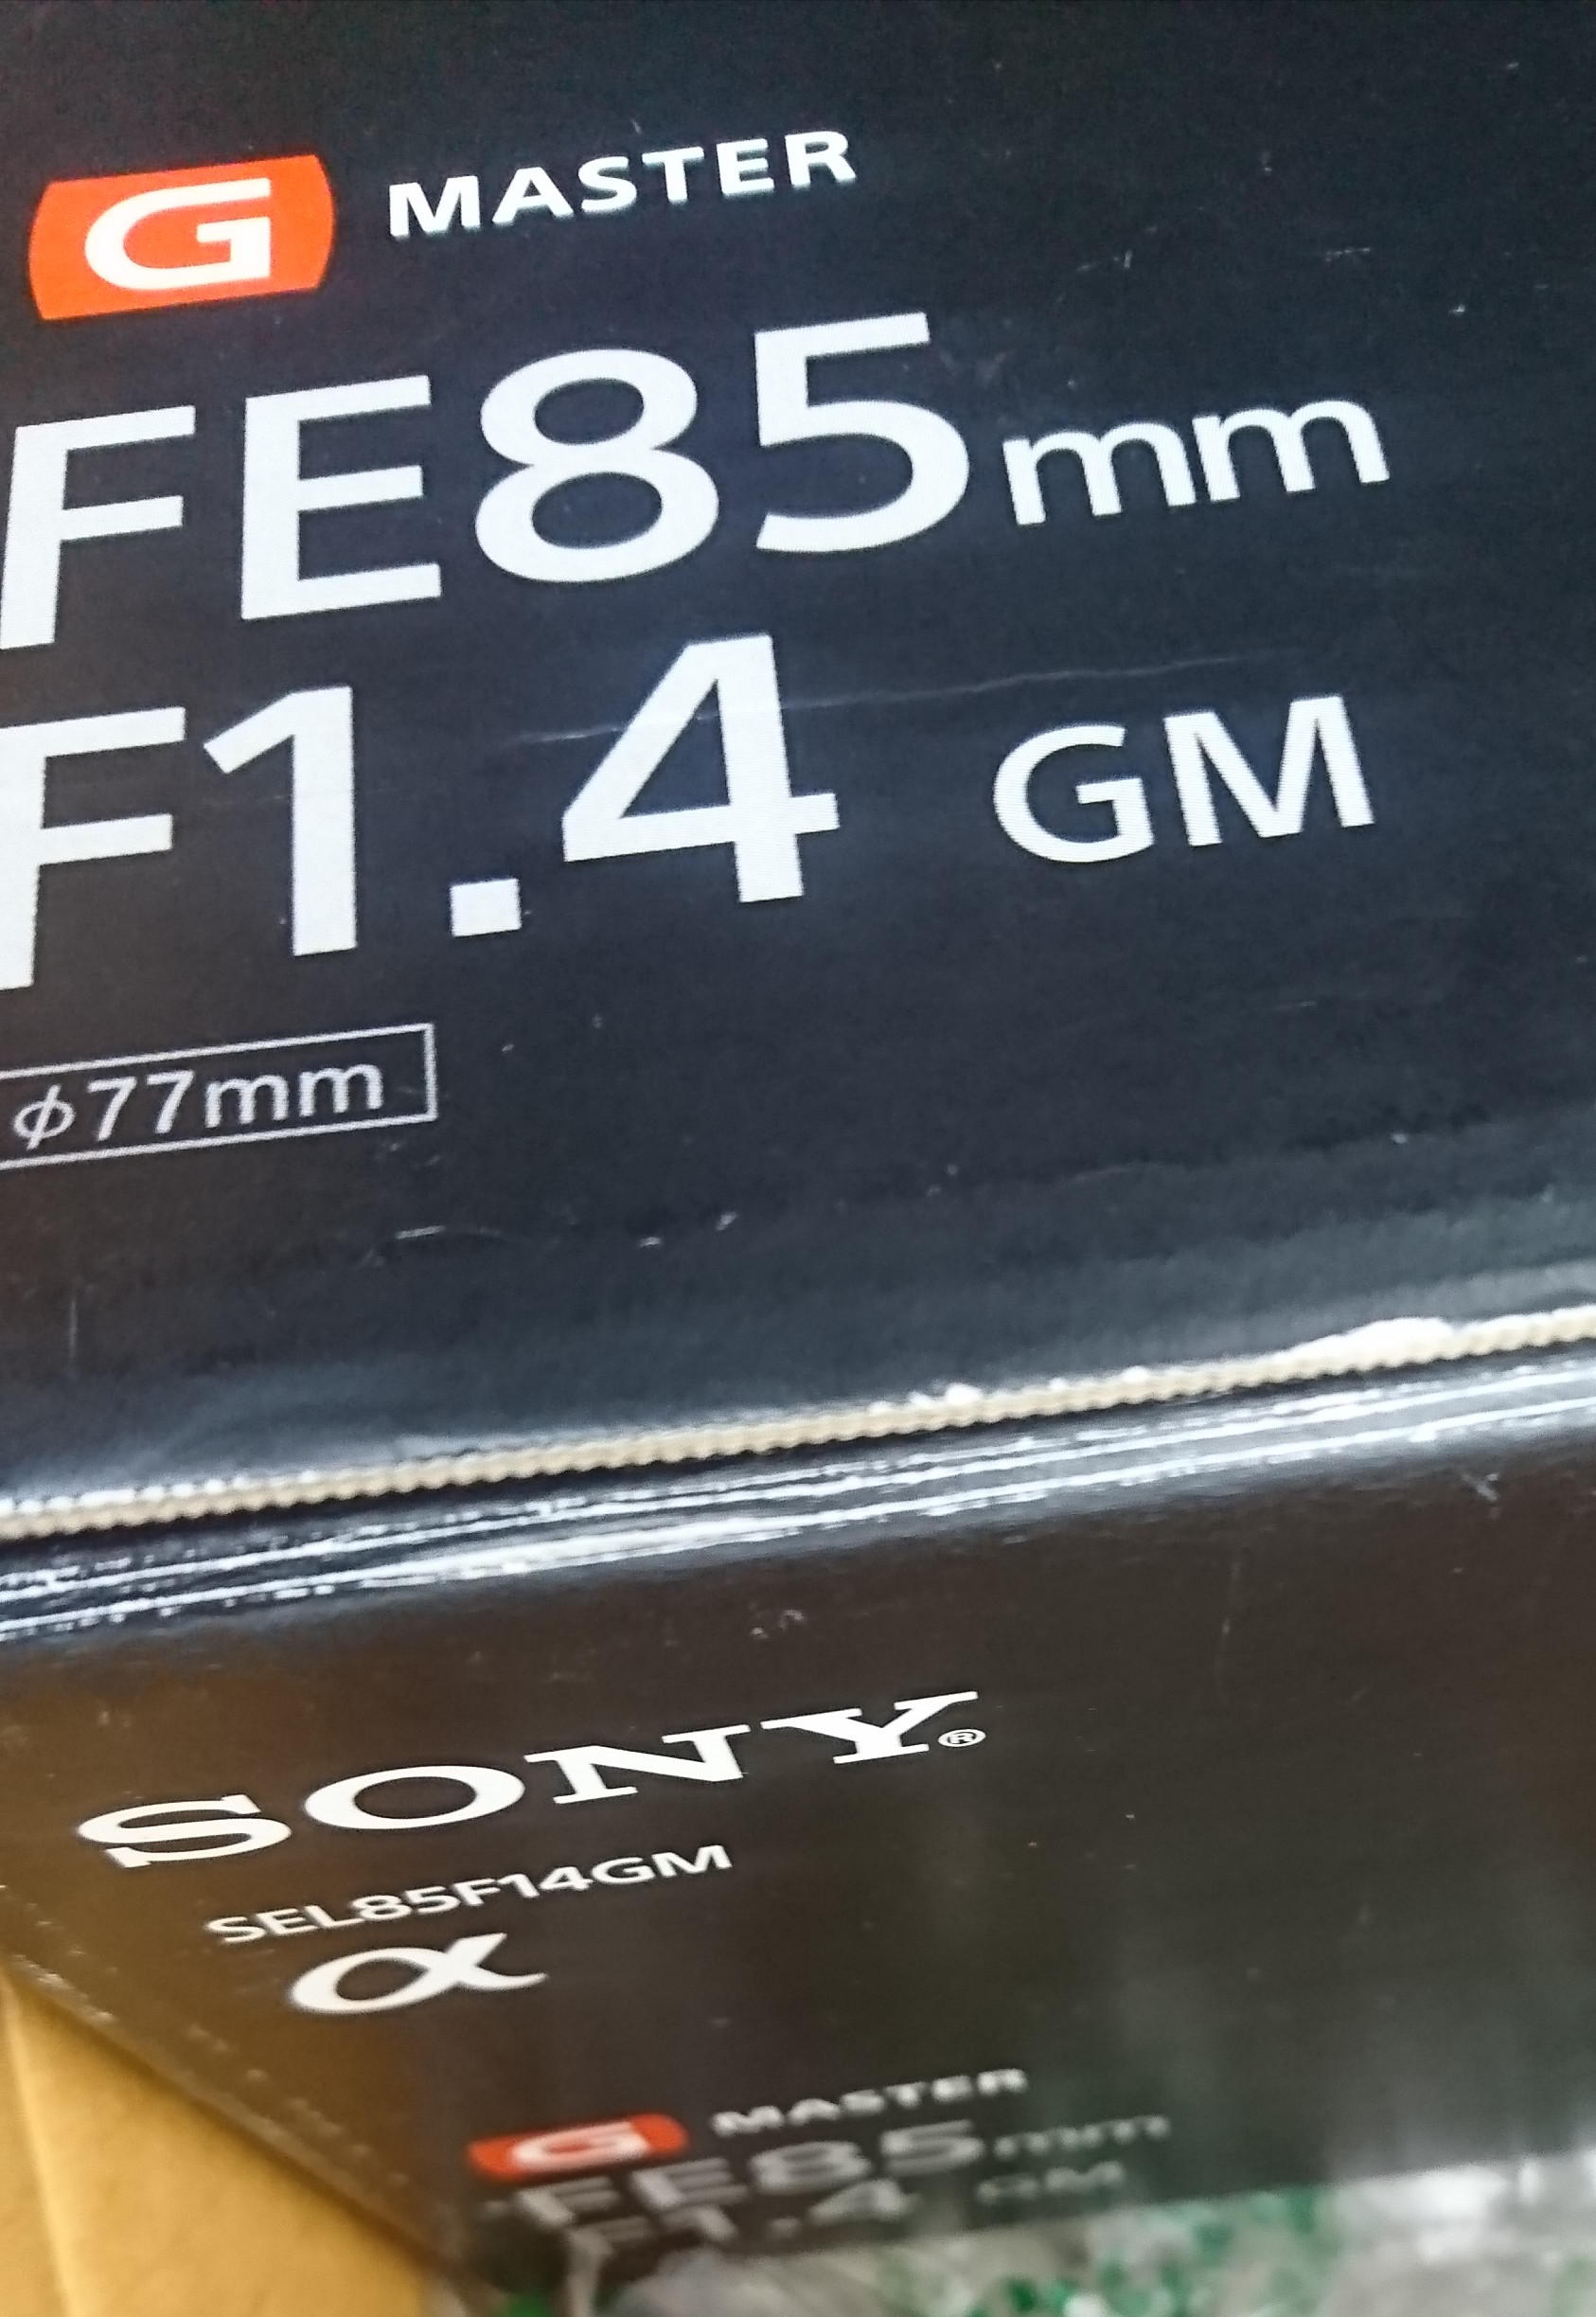 G MASTER
FE85mm
F1.4 GM
ϕ77mm
SONY®
SEL85F14GM
α
G MASTER
FE85mm
F1.4 GM